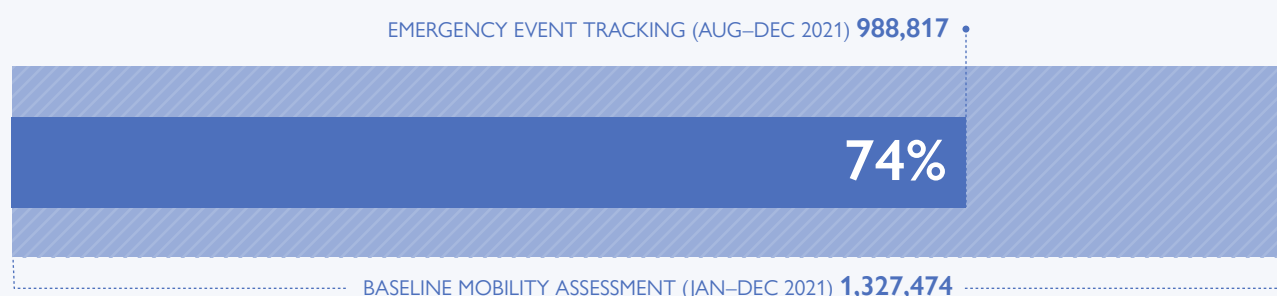 EMERGENCY EVENT TRACKING (AUG–DEC 2021) 988,817
74%
BASELINE MOBILITY ASSESSMENT (JAN–DEC 2021) 1,327,474